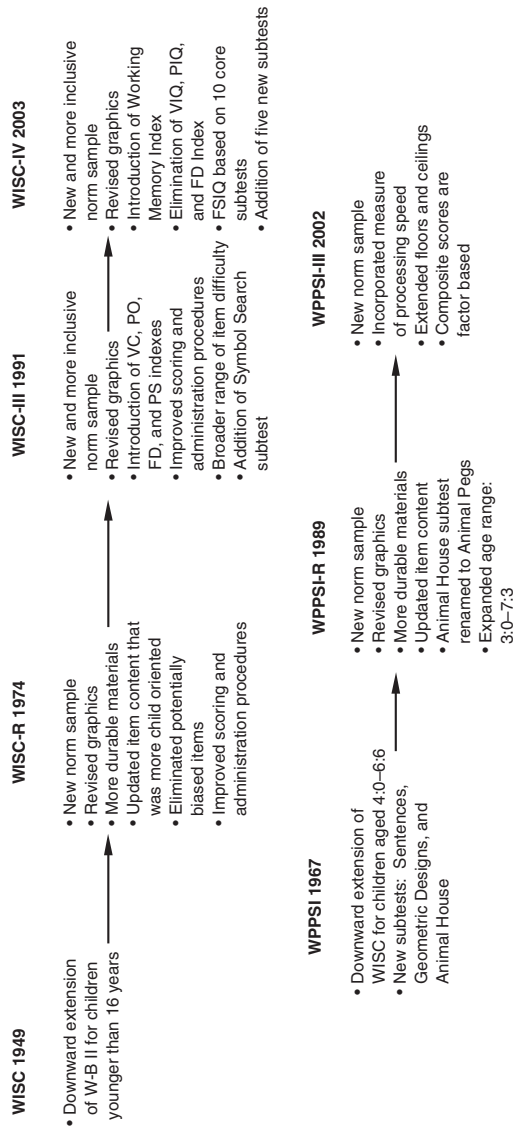 WISC 1949
• Downward extension
of W-B II for children
younger than 16 years
WISC-R 1974
• New norm sample
• Revised graphics
• More durable materials
• Updated item content that
was more child oriented
• Eliminated potentially
biased items
• Improved scoring and
administration procedures
WISC-III 1991
• New and more inclusive
norm sample
• Revised graphics
• Introduction of VC, PO,
FD, and PS indexes
• Improved scoring and
administration procedures
• Broader range of item difficulty
• Addition of Symbol Search
subtest
WISC-IV 2003
• New and more inclusive
norm sample
• Revised graphics
• Introduction of Working
Memory Index
• Elimination of VIQ, PIQ,
and FD Index
• FSIQ based on 10 core
subtests
• Addition of five new subtests
WPPSI 1967
• Downward extension of
WISC for children aged 4:0–6:6
• New subtests: Sentences,
Geometric Designs, and
Animal House
WPPSI-R 1989
• New norm sample
• Revised graphics
• More durable materials
• Updated item content
• Animal House subtest
renamed to Animal Pegs
• Expanded age range:
3:0–7:3
WPPSI-III 2002
• New norm sample
• Incorporated measure
of processing speed
• Extended floors and ceilings
• Composite scores are
factor based